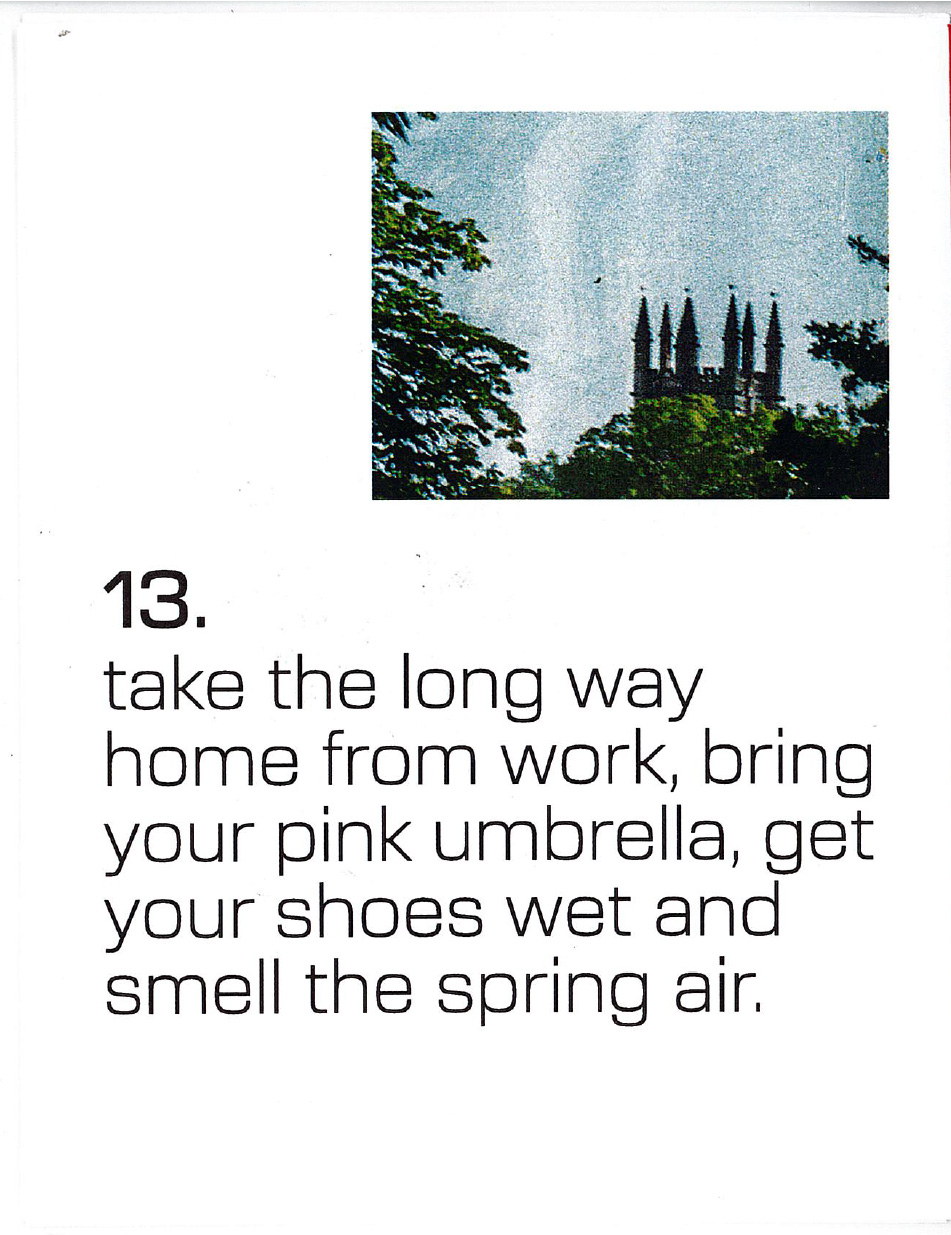 13.
take the long way
home from work, bring
your pink umbrella, get
your shoes wet and
smell the spring air.